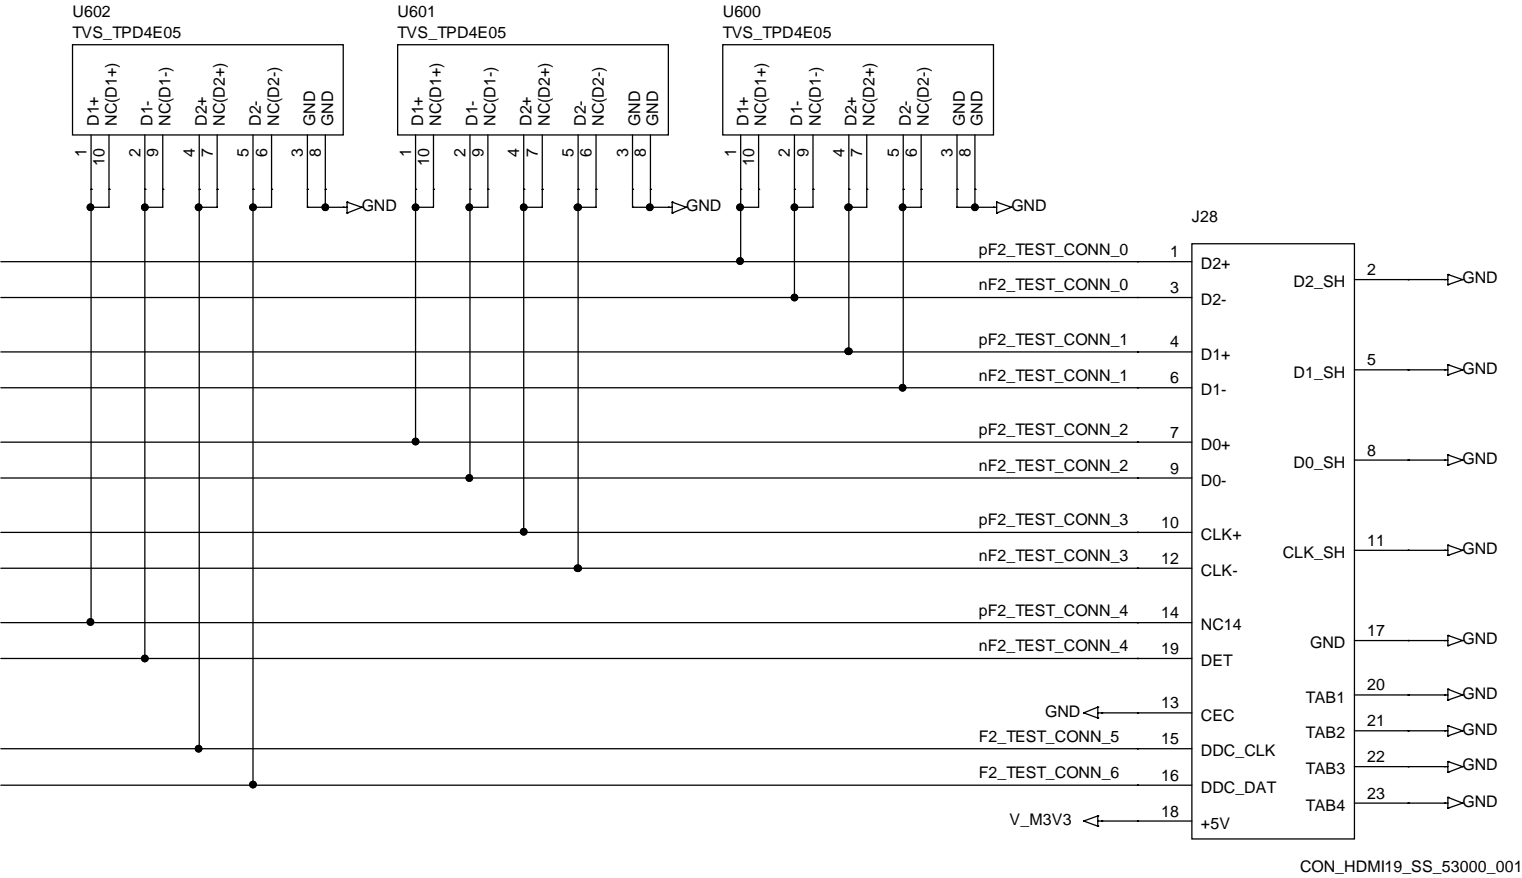 U602
TVS_TPD4E05
D1+
NC(D1+)
D1-
NC(D1-)
D2+
NC(D2+)
D2-
NC(D2-)
GND
GND
1
10
2
9
4
7
5
6
3
8
GND
U601
TVS_TPD4E05
D1+
NC(D1+)
D1-
NC(D1-)
D2+
NC(D2+)
D2-
NC(D2-)
GND
GND
1
10
2
9
4
7
5
6
3
8
GND
U600
TVS_TPD4E05
D1+
NC(D1+)
D1-
NC(D1-)
D2+
NC(D2+)
D2-
NC(D2-)
GND
GND
1
10
2
9
4
7
5
6
3
8
GND
J28
pF2_TEST_CONN_0 1 D2+
nF2_TEST_CONN_0 3 D2-
pF2_TEST_CONN_1 4 D1+
nF2_TEST_CONN_1 6 D1-
pF2_TEST_CONN_2 7 D0+
nF2_TEST_CONN_2 9 D0-
pF2_TEST_CONN_3 10 CLK+
nF2_TEST_CONN_3 12 CLK-
pF2_TEST_CONN_4 14 NC14
nF2_TEST_CONN_4 19 DET
GND 13 CEC
F2_TEST_CONN_5 15 DDC_CLK
F2_TEST_CONN_6 16 DDC_DAT
V_M3V3 18 +5V
D2_SH 2 GND
D1_SH 5 GND
D0_SH 8 GND
CLK_SH 11 GND
GND 17 GND
TAB1 20 GND
TAB2 21 GND
TAB3 22 GND
TAB4 23 GND
CON_HDMI19_SS_53000_001